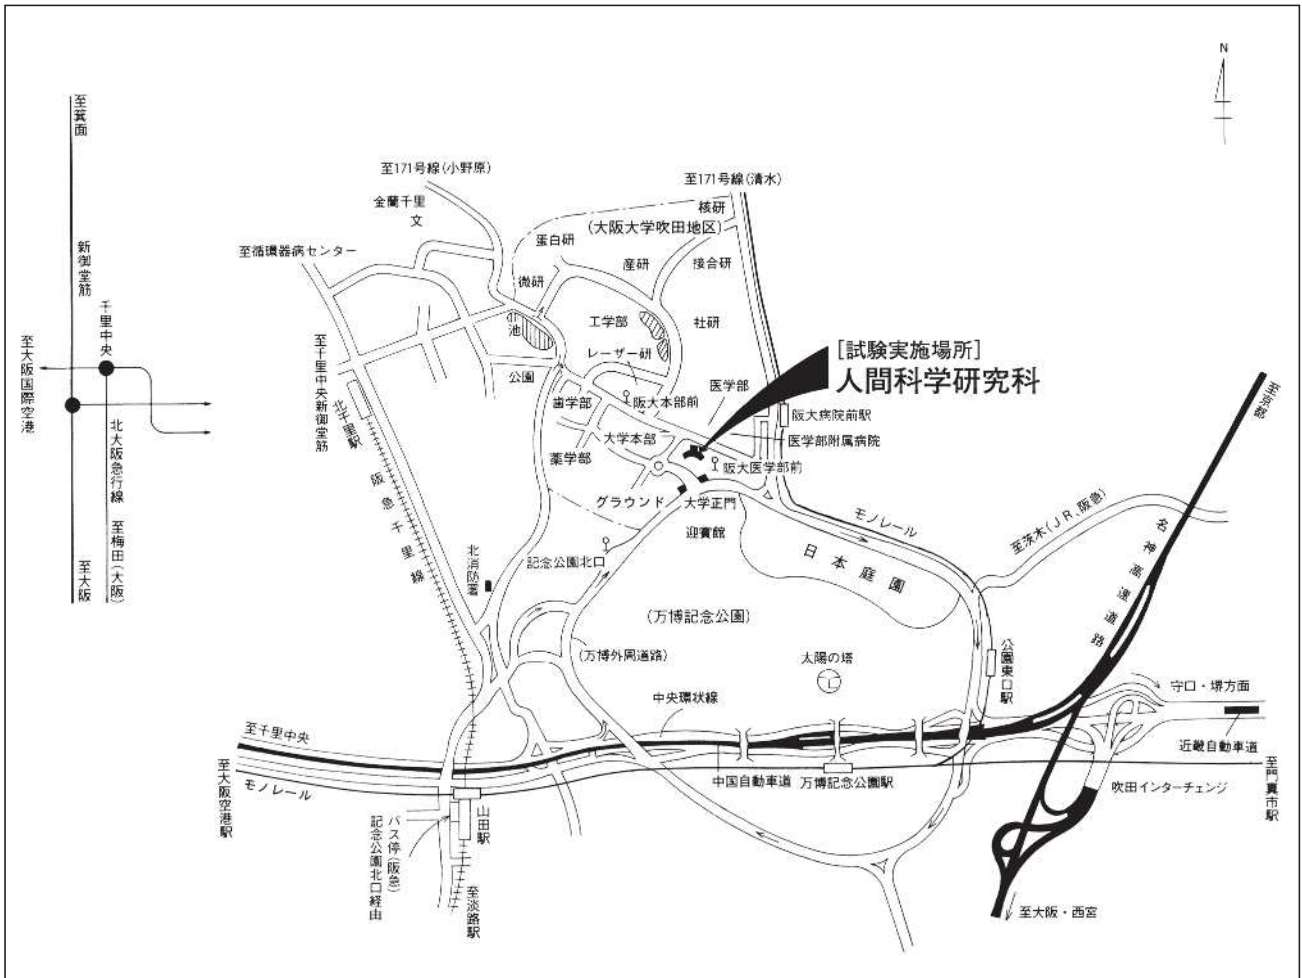 N
至箕面
新御堂筋
千里中央
至大阪国際空港
北大阪急行線
至梅田(大阪)
至大阪
至171号線(小野原)
金蘭千里
文
至循環器病センター
至171号線(清水)
核研
(大阪大学吹田地区)
蛋白研
産研
接合研
微研
工学部
社研
池
レーザー研
公園
[試験実施場所]
人間科学研究科
医学部
歯学部
阪大本部前
阪大病院前駅
医学部附属病院
大学本部
薬学部
阪大医学部前
至千里中央新御堂筋
北千里駅
阪急千里線
グラウンド
大学正門
迎賓館
モノレール
至茨木(JR、阪急)
至京都
名神高速道路
日本庭園
記念公園北口
北消防署
(万博記念公園)
(万博外周道路)
太陽の塔
公園東口駅
中央環状線
守口・堺方面
近畿自動車道
至千里中央
至大阪空港駅
モノレール
中国自動車道
万博記念公園駅
吹田インターチェンジ
至門真市駅
山田駅
バス停(阪急)
記念公園北口経由
至淡路駅
至大阪・西宮